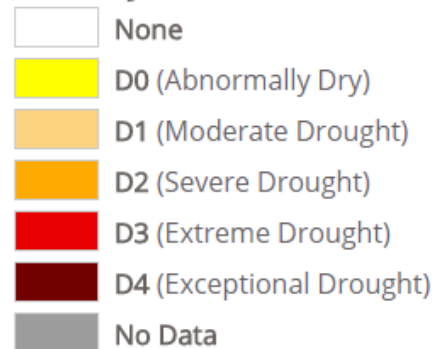 None
D0 (Abnormally Dry)
D1 (Moderate Drought)
D2 (Severe Drought)
D3 (Extreme Drought)
D4 (Exceptional Drought)
No Data